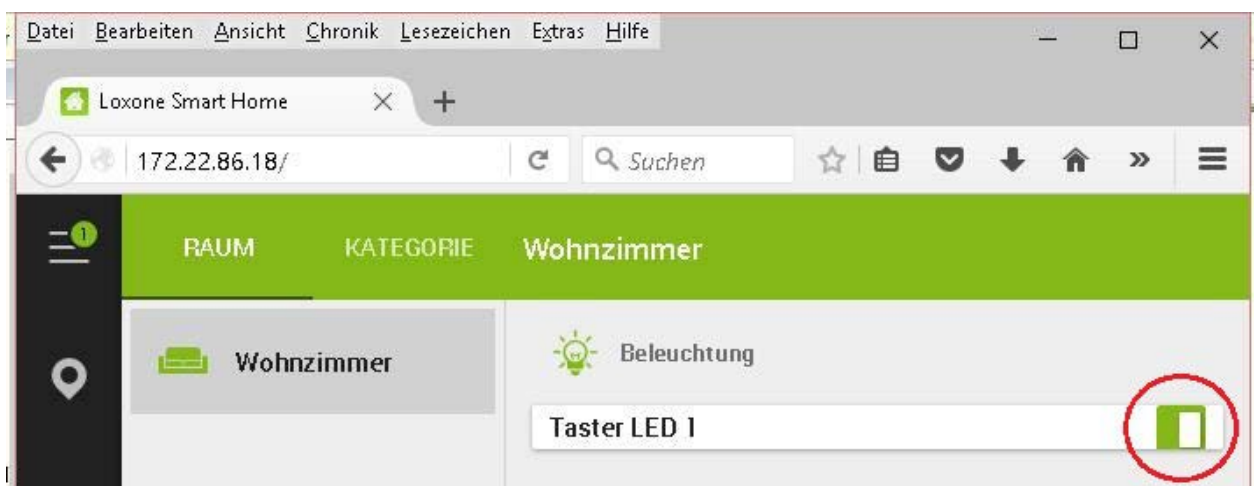 Datei Bearbeiten Ansicht Chronik Lesezeichen Extras Hilfe
Loxone Smart Home
172.22.86.18/ Suchen
1
RAUM KATEGORIE Wohnzimmer
Wohnzimmer
Beleuchtung
Taster LED 1